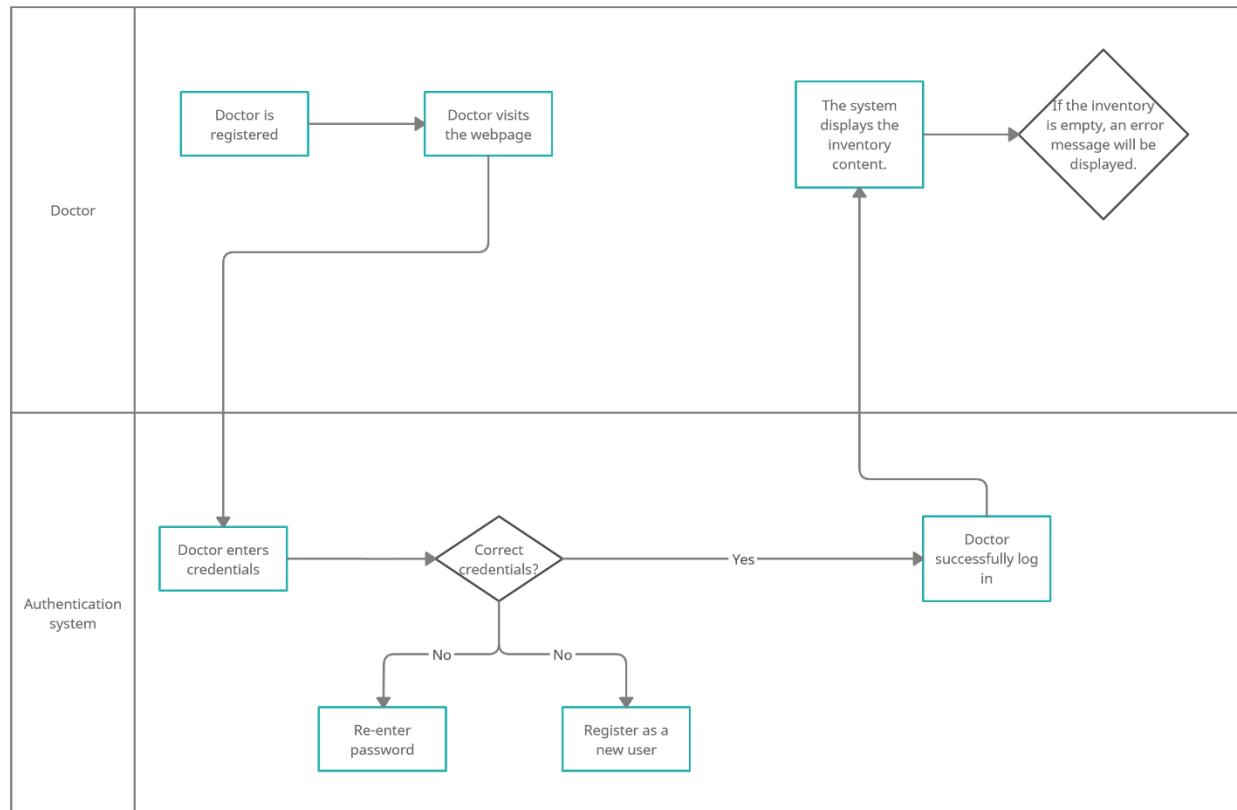 Doctor
Doctor is
registered
Doctor visits
the webpage
The system
displays the
inventory
content.
If the inventory
is empty, an error
message will be
displayed.
Authentication
system
Doctor enters
credentials
Correct
credentials?
Yes
Doctor
successfully log
in
No
No
Re-enter
password
Register as a
new user